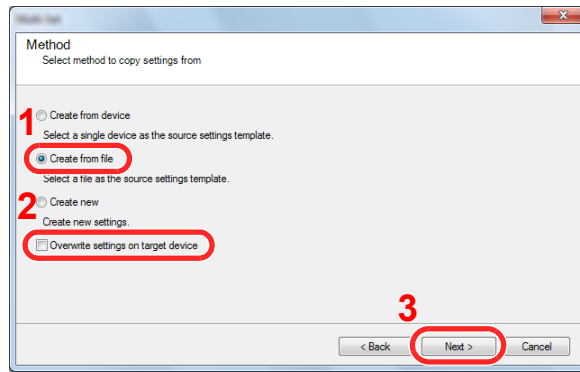 Multi Set
Method
Select method to copy settings from
1
Create from device
Select a single device as the source settings template.
Create from file
Select a file as the source settings template.
2
Create new
Create new settings.
Overwrite settings on target device
3
< Back
Next >
Cancel